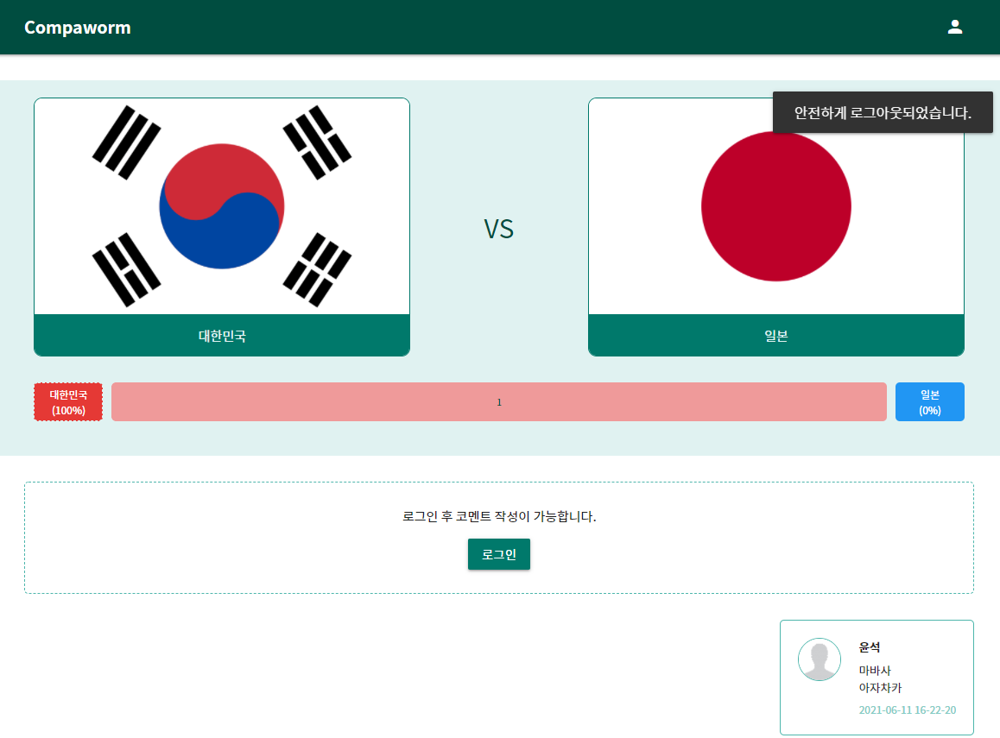 Compaworm
안전하게 로그아웃되었습니다.
VS
대한민국
일본
대한민국
(100%)
1
일본
(0%)
로그인 후 코멘트 작성이 가능합니다.
로그인
윤석
마바사
아자차카
2021-06-11 16-22-20